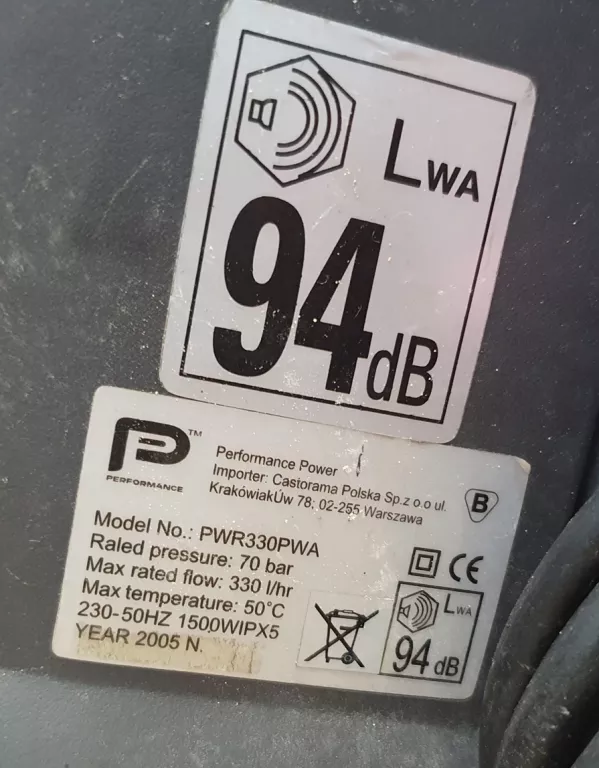 LWA
94dB
P™
PERFORMANCE
Performance Power
Importer: Castorama Polska Sp.z o.o ul.
KrakówiakUw 78; 02-255 Warszawa
B
Model No.: PWR330PWA
Raled pressure: 70 bar
Max rated flow: 330 l/hr
Max temperature: 50°C
230-50HZ 1500WIPX5
YEAR 2005 N.
CE
LWA
94 dB